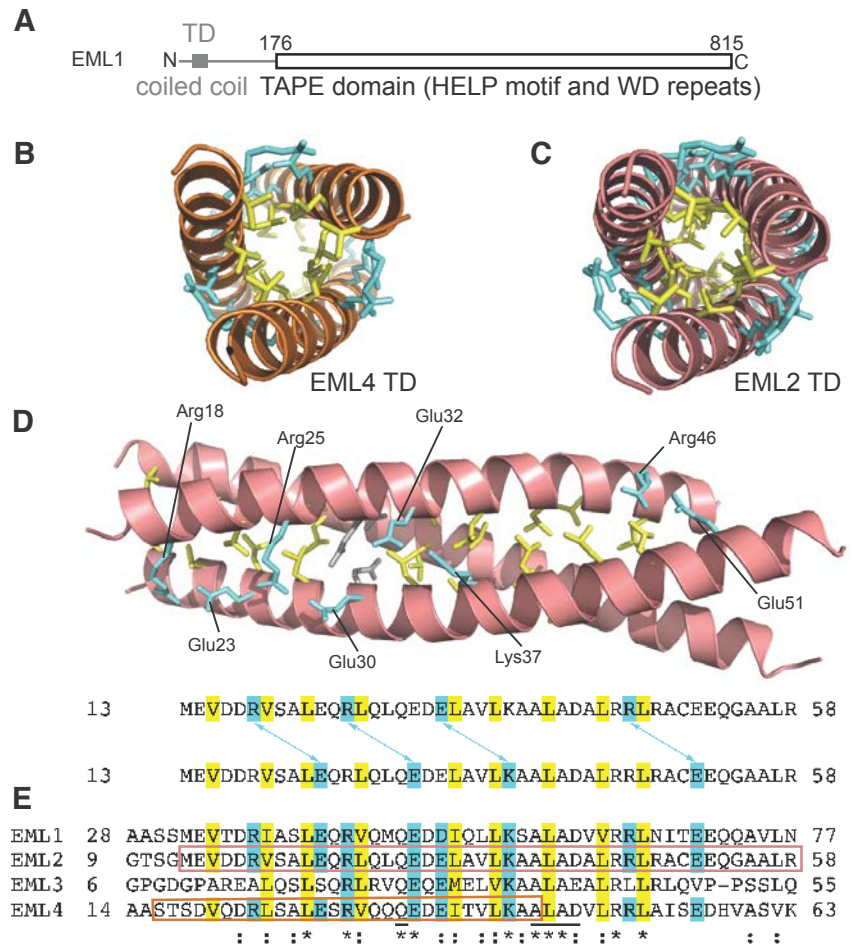 A
TD
176 815
EML1 N C
coiled coil TAPE domain (HELP motif and WD repeats)
B
C
EML4 TD
EML2 TD
D
Arg18
Arg25
Glu32
Arg46
Glu23
Glu30
Lys37
Glu51
13 MEVDDRVSALEQRLQLQEDELAVLKAALADALRRLRACEEQGAALR 58
13 MEVDDRVSALEQRLQLQEDELAVLKAALADALRRLRACEEQGAALR 58
E
EML1 28 AASSMEVTDRIASLEQRVQMQEDDIQLLKSALADVVRRLNITEEQQAVLN 77
EML2 9 GTSGMEVDDRVSALEQRLQLQEDELAVLKAALADALRRLRACEEQGAALR 58
EML3 6 GPGDGPAREALQSLSQRLRVQEQEMELVKAALAEALRLLRLQVP-PSSLQ 55
EML4 14 AASTSDVQDRLSALESRVQQQEDEITVLKAALADVLRRLAISEDHVASVK 63
: : :* *: ** :: ::*:***: :* * : :